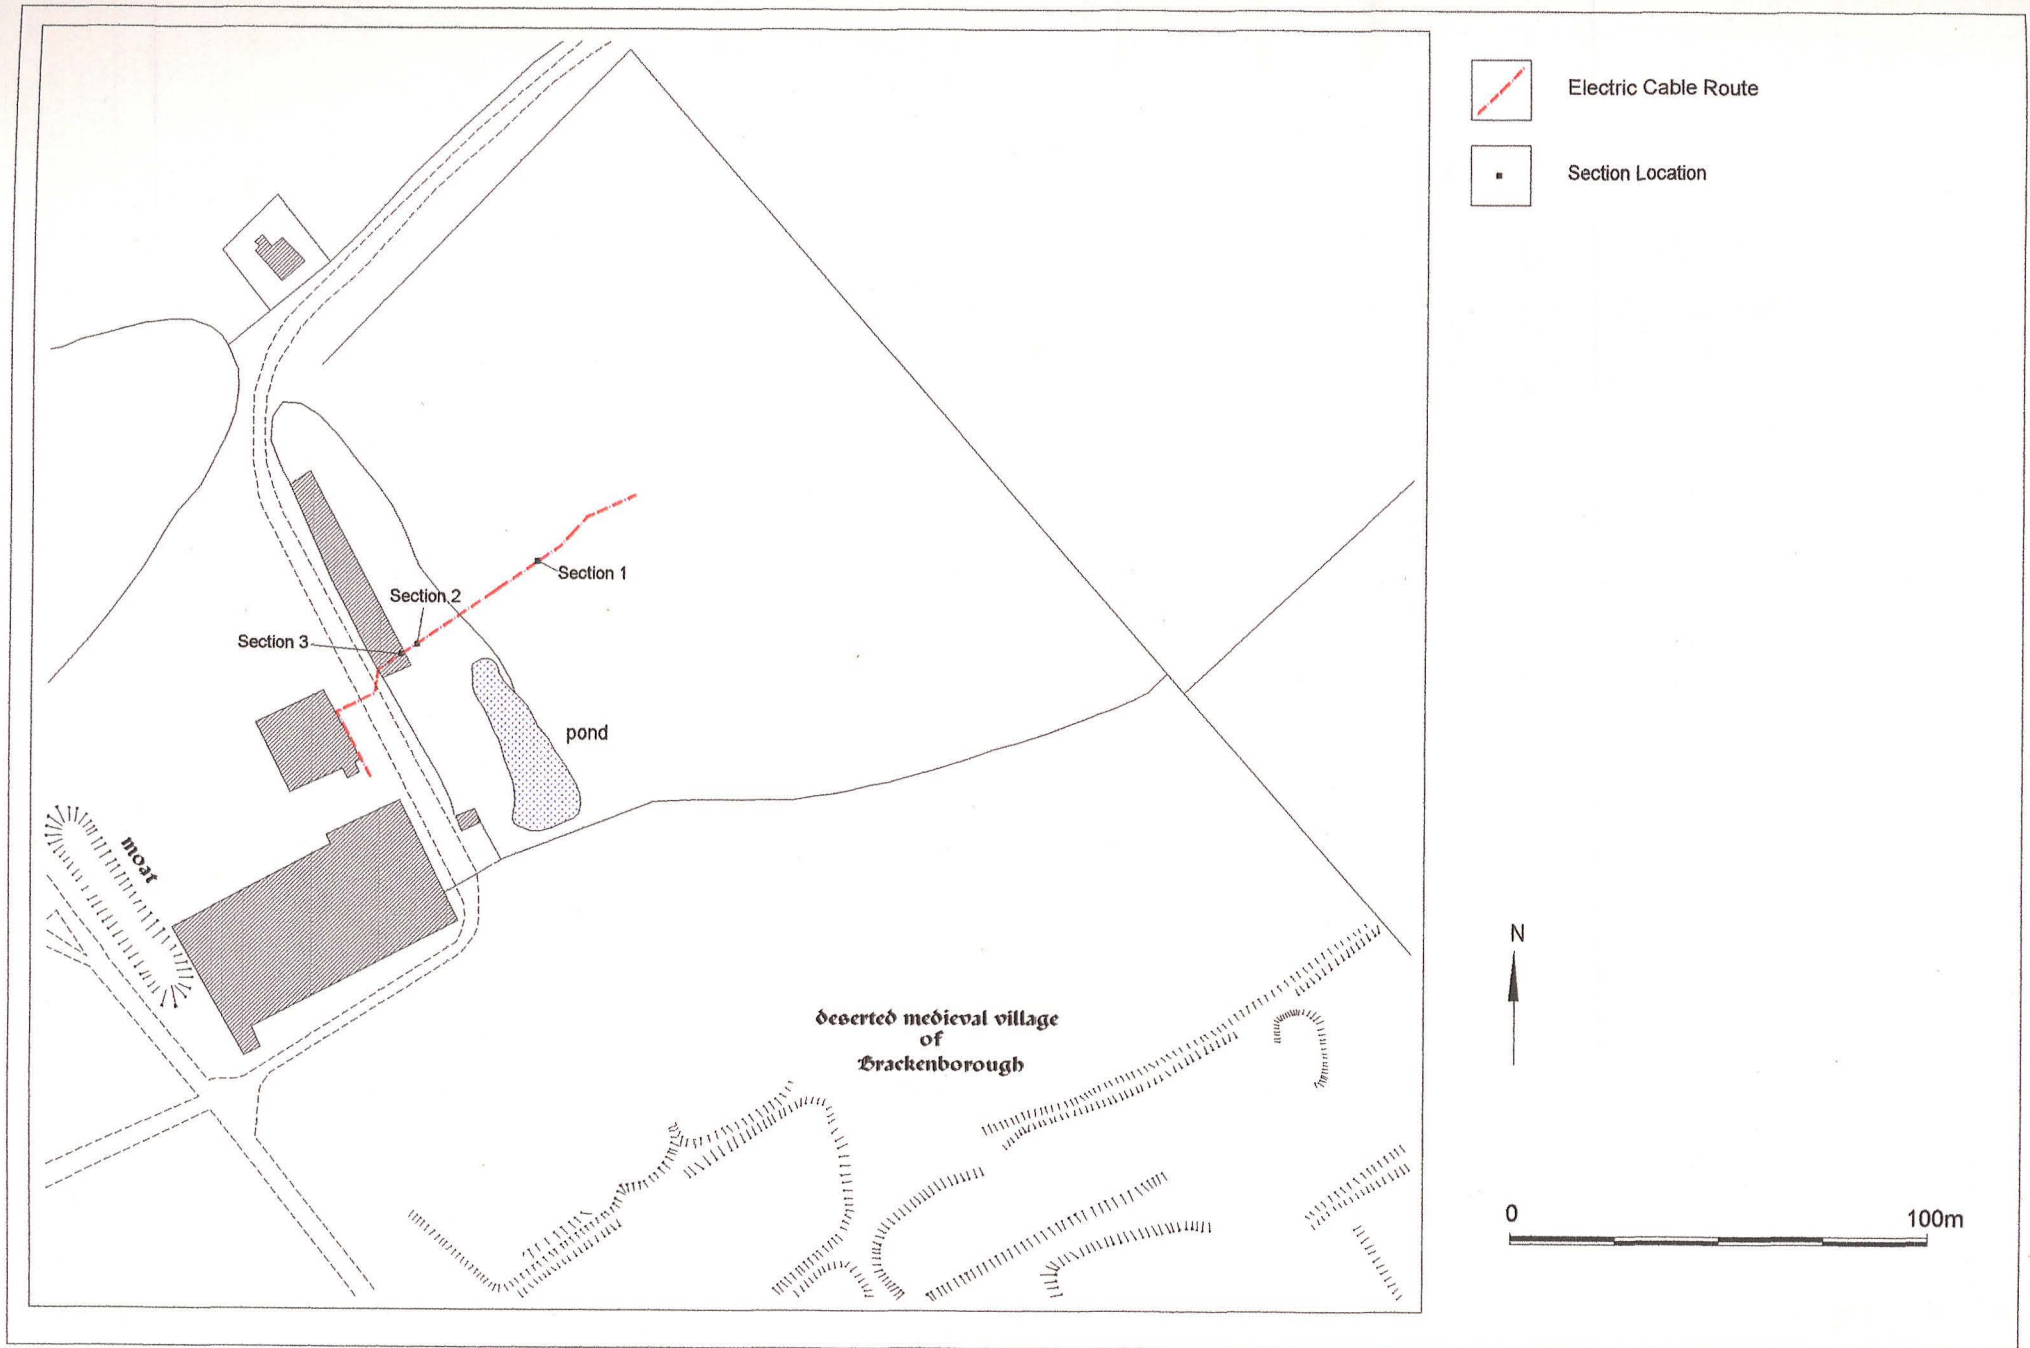 Electric Cable Route
Section Location
Section 1
Section 2
Section 3
pond
moat
deserted medieval village
of
Brackenborough
N
0
100m